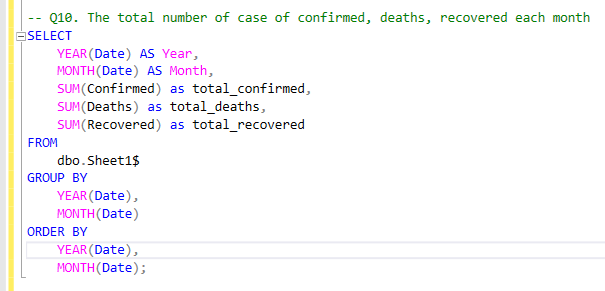 -- Q10. The total number of case of confirmed, deaths, recovered each month
SELECT
YEAR(Date) AS Year,
MONTH(Date) AS Month,
SUM(Confirmed) as total_confirmed,
SUM(Deaths) as total_deaths,
SUM(Recovered) as total_recovered
FROM
dbo.Sheet1$
GROUP BY
YEAR(Date),
MONTH(Date)
ORDER BY
YEAR(Date),
MONTH(Date);